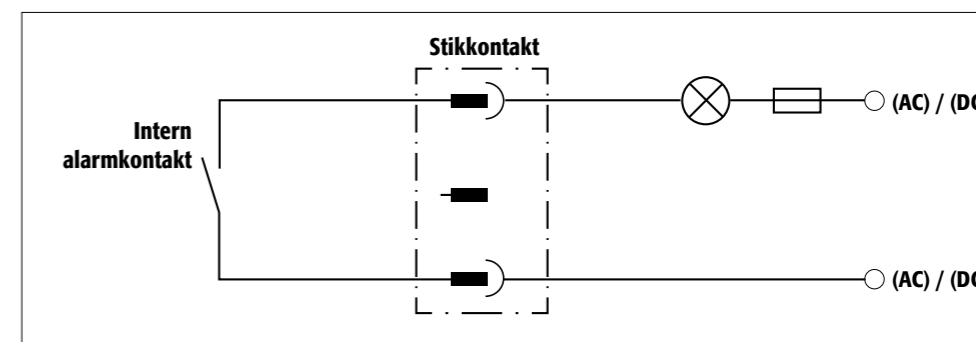 Stikkontakt
(AC) / (DC
Intern
alarmkontakt
(AC) / (DC